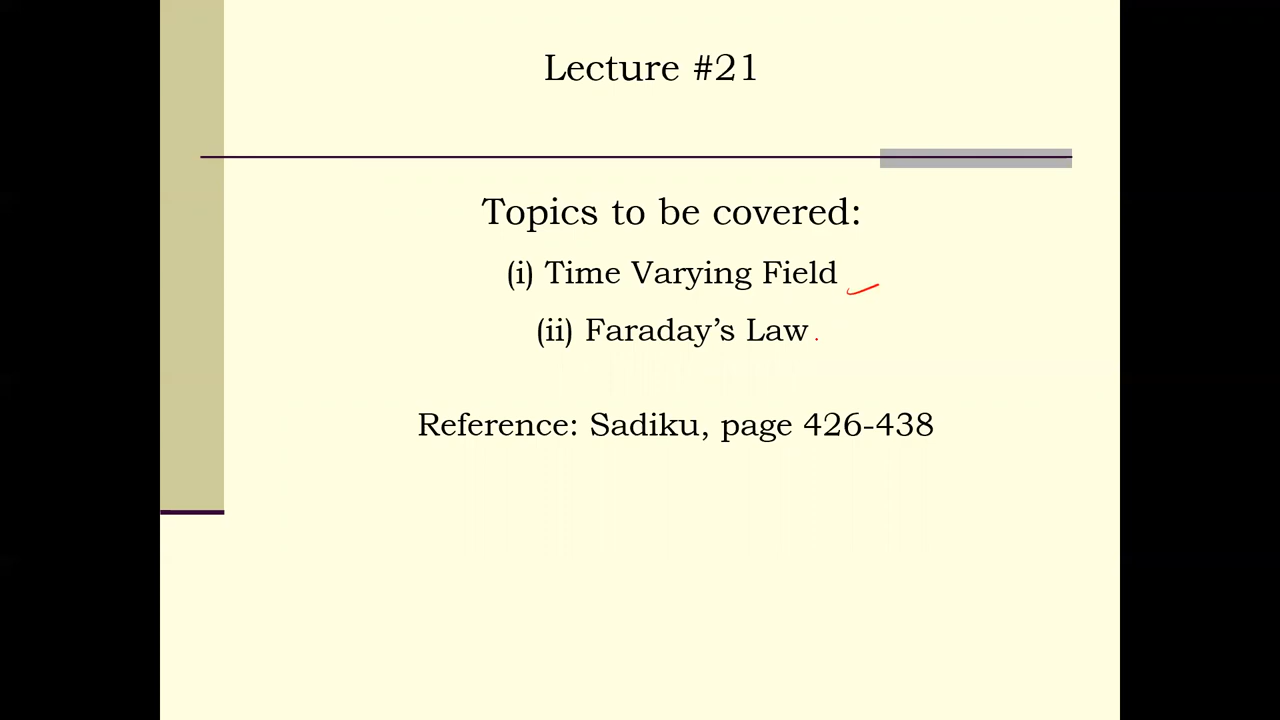 Lecture #21
Topics to be covered:
(i) Time Varying Field
(ii) Faraday’s Law
Reference: Sadiku, page 426-438